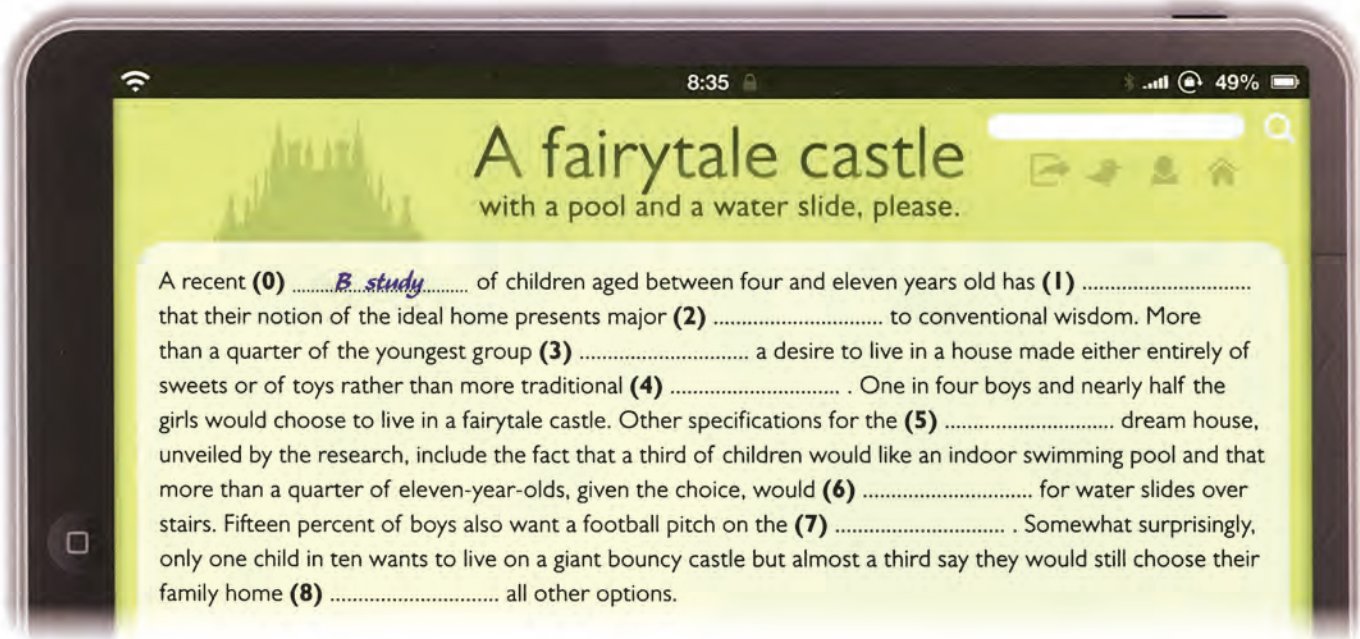 8:35 49%
A fairytale castle
with a pool and a water slide, please.
A recent (0) ........B study........ of children aged between four and eleven years old has (1) ..............................
that their notion of the ideal home presents major (2) .............................. to conventional wisdom. More
than a quarter of the youngest group (3) .............................. a desire to live in a house made either entirely of
sweets or of toys rather than more traditional (4) .............................. . One in four boys and nearly half the
girls would choose to live in a fairytale castle. Other specifications for the (5) .............................. dream house,
unveiled by the research, include the fact that a third of children would like an indoor swimming pool and that
more than a quarter of eleven-year-olds, given the choice, would (6) .............................. for water slides over
stairs. Fifteen percent of boys also want a football pitch on the (7) .............................. . Somewhat surprisingly,
only one child in ten wants to live on a giant bouncy castle but almost a third say they would still choose their
family home (8) .............................. all other options.